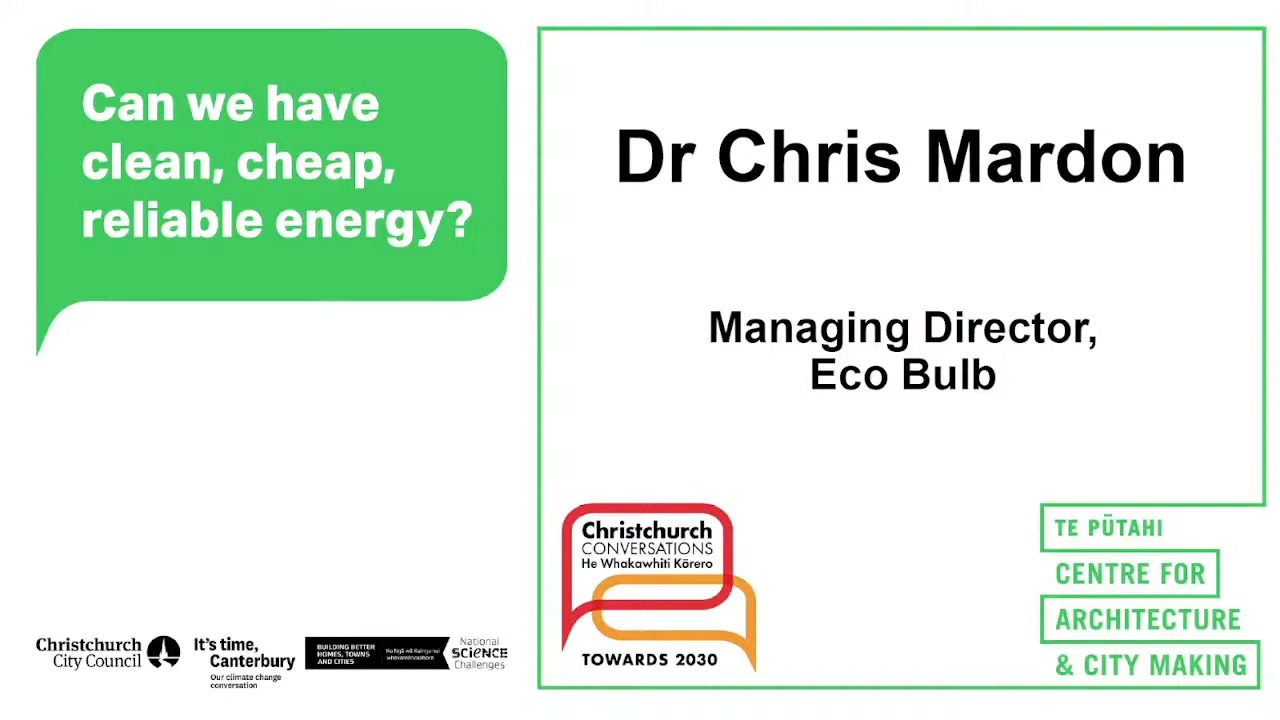 Can we have
clean, cheap,
reliable energy?
Dr Chris Mardon
Managing Director,
Eco Bulb
Christchurch
CONVERSATIONS
He Whakawhiti Kōrero
TOWARDS 2030
TE PŪTAHI
CENTRE FOR
ARCHITECTURE
& CITY MAKING
Christchurch
City Council
It's time,
Canterbury
Our climate change
conversation
BUILDING BETTER
HOMES, TOWNS
AND CITIES
National
SCIENCE
Challenges